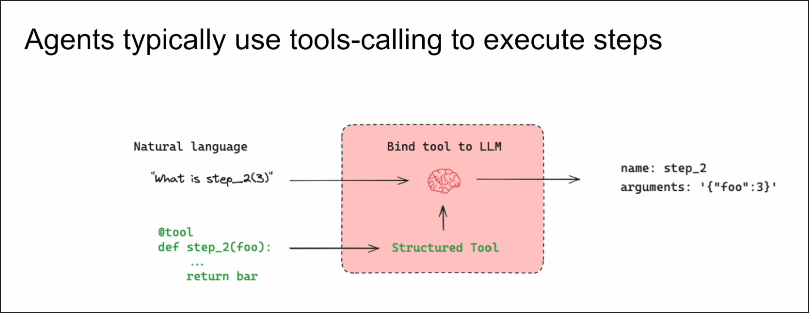 Agents typically use tools-calling to execute steps
Natural language
"What is step_2(3)"
@tool
def step_2(foo):
...
return bar
Bind tool to LLM
Structured Tool
name: step_2
arguments: '{"foo":3}'